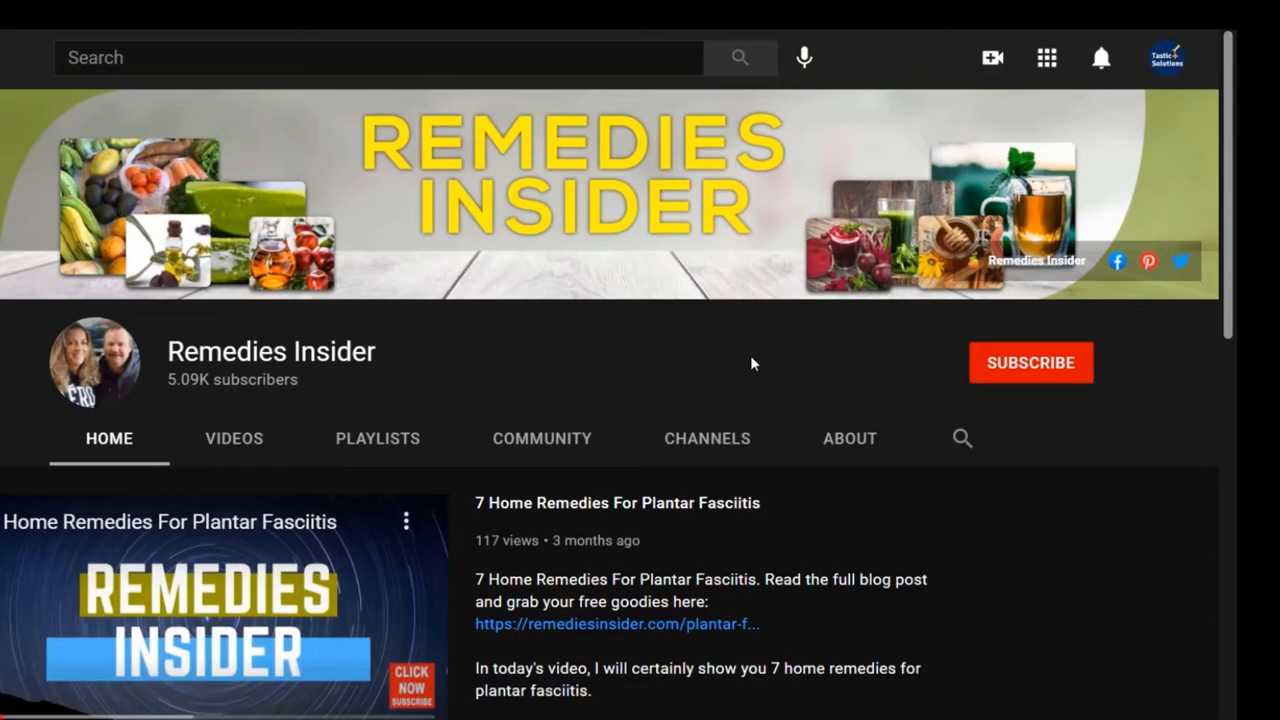 Search
Tastic+
Solutions
REMEDIES
INSIDER
Remedies Insider
Remedies Insider
5.09K subscribers
SUBSCRIBE
HOME VIDEOS PLAYLISTS COMMUNITY CHANNELS ABOUT
Home Remedies For Plantar Fasciitis
REMEDIES
INSIDER
CLICK
NOW
SUBSCRIBE
7 Home Remedies For Plantar Fasciitis
117 views • 3 months ago
7 Home Remedies For Plantar Fasciitis. Read the full blog post
and grab your free goodies here:
https://remediesinsider.com/plantar-f...
In today's video, I will certainly show you 7 home remedies for
plantar fasciitis.